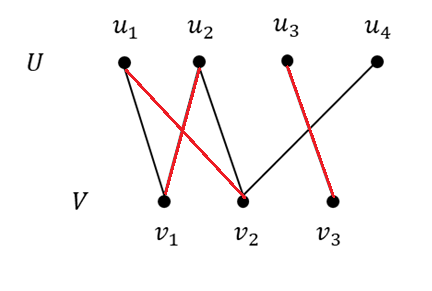 u₁ u₂ u₃ u₄
U
V
v₁ v₂ v₃